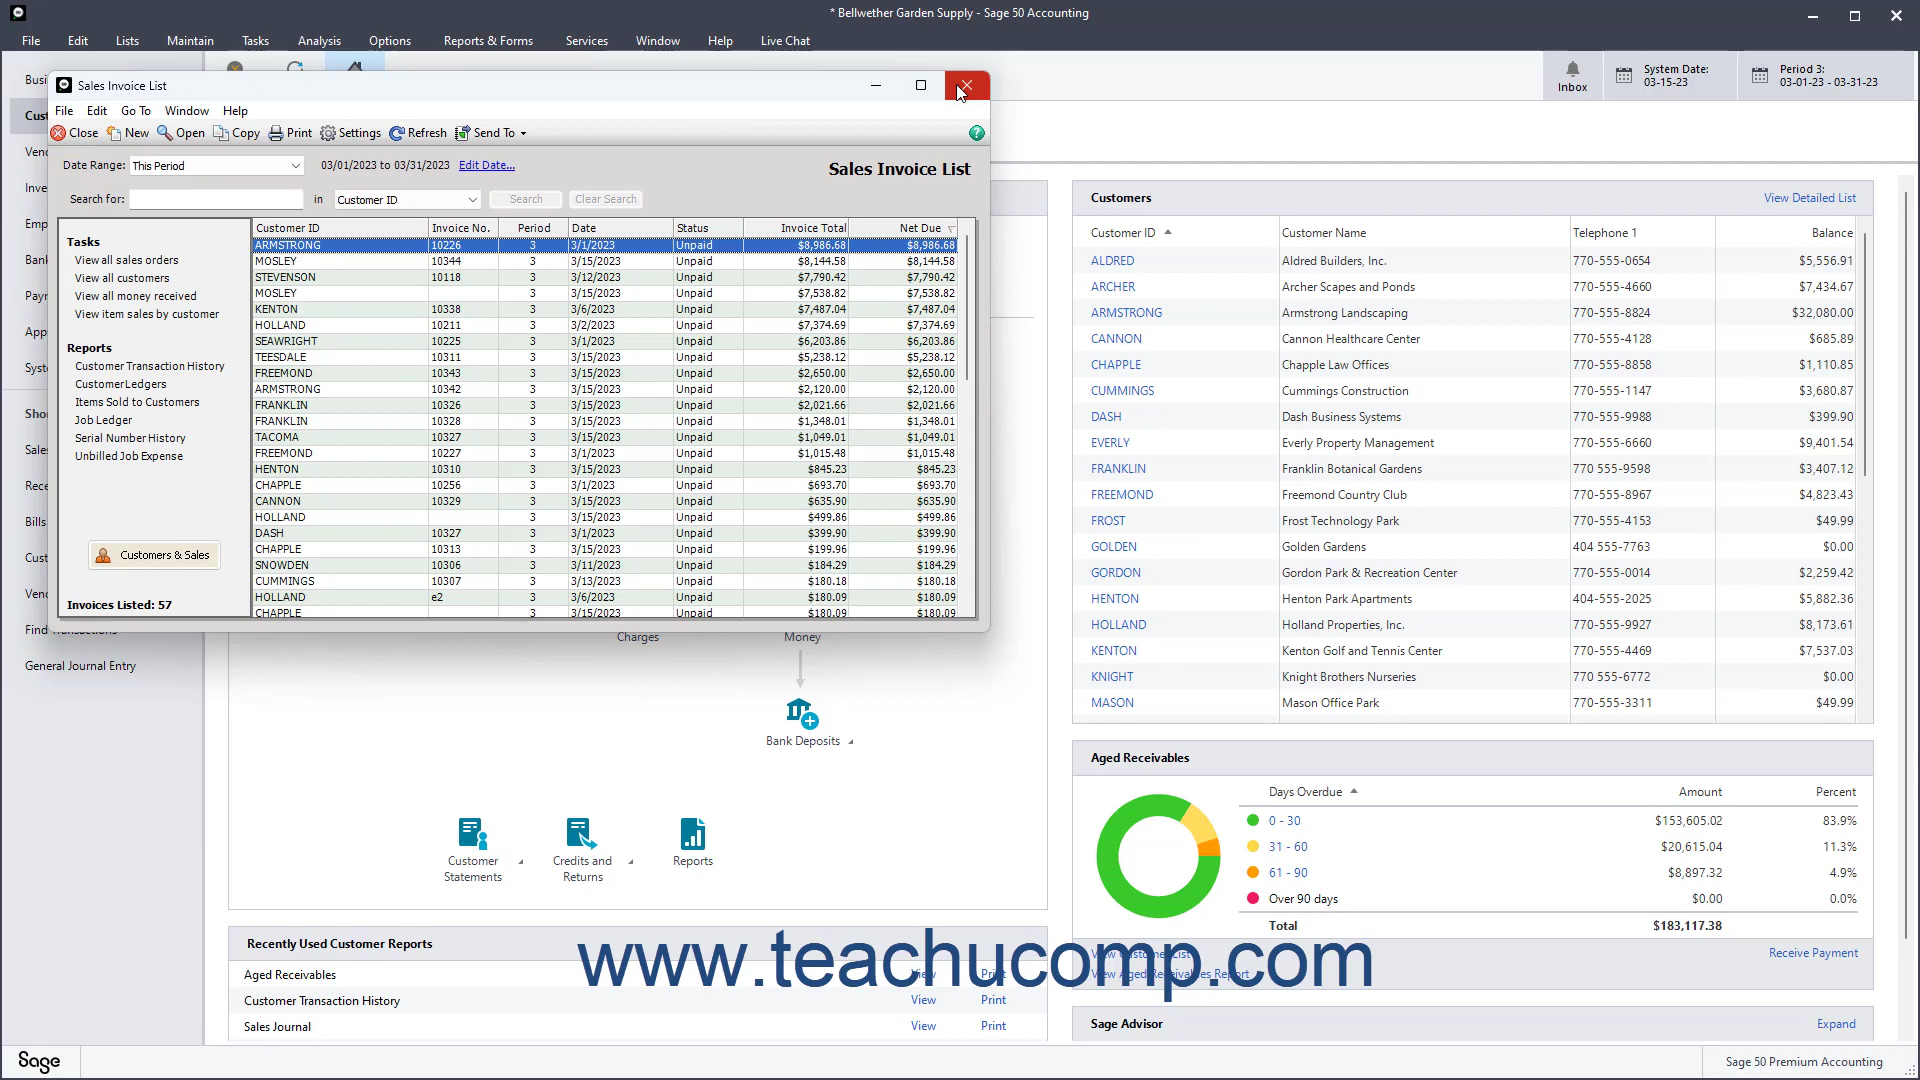 * Bellwether Garden Supply - Sage 50 Accounting
File Edit Lists Maintain Tasks Analysis Options Reports & Forms Services Window Help Live Chat
Inbox
System Date:
03-15-23
Period 3:
03-01-23 - 03-31-23
Sales Invoice List
File Edit Go To Window Help
Close New Open Copy Print Settings Refresh Send To
Date Range: This Period 03/01/2023 to 03/31/2023 Edit Date...
Sales Invoice List
Search for: in Customer ID Search Clear Search
Tasks
View all sales orders
View all customers
View all money received
View item sales by customer
Reports
Customer Transaction History
CustomerLedgers
Items Sold to Customers
Job Ledger
Serial Number History
Unbilled Job Expense
Customers & Sales
Invoices Listed: 57
Customer ID Invoice No. Period Date Status Invoice Total Net Due
ARMSTRONG 10226 3 3/1/2023 Unpaid $8,986.68 $8,986.68
MOSLEY 10344 3 3/15/2023 Unpaid $8,144.58 $8,144.58
STEVENSON 10118 3 3/12/2023 Unpaid $7,790.42 $7,790.42
MOSLEY 3 3/15/2023 Unpaid $7,538.82 $7,538.82
KENTON 10338 3 3/6/2023 Unpaid $7,487.04 $7,487.04
HOLLAND 10211 3 3/2/2023 Unpaid $7,374.69 $7,374.69
SEAWRIGHT 10225 3 3/1/2023 Unpaid $6,203.86 $6,203.86
TEESDALE 10311 3 3/15/2023 Unpaid $5,238.12 $5,238.12
FREEMOND 10343 3 3/15/2023 Unpaid $2,650.00 $2,650.00
ARMSTRONG 10342 3 3/15/2023 Unpaid $2,120.00 $2,120.00
FRANKLIN 10326 3 3/15/2023 Unpaid $2,021.66 $2,021.66
FRANKLIN 10328 3 3/15/2023 Unpaid $1,348.01 $1,348.01
TACOMA 10327 3 3/15/2023 Unpaid $1,049.01 $1,049.01
FREEMOND 10227 3 3/1/2023 Unpaid $1,015.48 $1,015.48
HENTON 10310 3 3/15/2023 Unpaid $845.23 $845.23
CHAPPLE 10256 3 3/1/2023 Unpaid $693.70 $693.70
CANNON 10329 3 3/15/2023 Unpaid $635.90 $635.90
HOLLAND 3 3/15/2023 Unpaid $499.86 $499.86
DASH 10327 3 3/1/2023 Unpaid $399.90 $399.90
CHAPPLE 10313 3 3/15/2023 Unpaid $199.96 $199.96
SNOWDEN 10306 3 3/11/2023 Unpaid $184.29 $184.29
CUMMINGS 10307 3 3/13/2023 Unpaid $180.18 $180.18
HOLLAND e2 3 3/6/2023 Unpaid $180.09 $180.09
CHAPPLE 3 3/15/2023 Unpaid $180.09 $180.09
General Journal Entry
Charges
Money
Bank Deposits
Customer
Statements
Credits and
Returns
Reports
Recently Used Customer Reports
Aged Receivables View Print
Customer Transaction History View Print
Sales Journal View Print
Customers View Detailed List
Customer ID Customer Name Telephone 1 Balance
ALDRED Aldred Builders, Inc. 770-555-0654 $5,556.91
ARCHER Archer Scapes and Ponds 770-555-4660 $7,434.67
ARMSTRONG Armstrong Landscaping 770-555-8824 $32,080.00
CANNON Cannon Healthcare Center 770-555-4128 $685.89
CHAPPLE Chapple Law Offices 770-555-8858 $1,110.85
CUMMINGS Cummings Construction 770-555-1147 $3,680.87
DASH Dash Business Systems 770-555-9988 $399.90
EVERLY Everly Property Management 770-555-6660 $9,401.54
FRANKLIN Franklin Botanical Gardens 770 555-9598 $3,407.12
FREEMOND Freemond Country Club 770-555-8967 $4,823.43
FROST Frost Technology Park 770-555-4153 $49.99
GOLDEN Golden Gardens 404 555-7763 $0.00
GORDON Gordon Park & Recreation Center 770-555-0014 $2,259.42
HENTON Henton Park Apartments 404-555-2025 $5,882.36
HOLLAND Holland Properties, Inc. 770-555-9927 $8,173.61
KENTON Kenton Golf and Tennis Center 770-555-4469 $7,537.03
KNIGHT Knight Brothers Nurseries 770 555-6772 $0.00
MASON Mason Office Park 770-555-3311 $49.99
Aged Receivables
Days Overdue Amount Percent
0 - 30 $153,605.02 83.9%
31 - 60 $20,615.04 11.3%
61 - 90 $8,897.32 4.9%
Over 90 days $0.00 0.0%
Total $183,117.38
View Customer List Receive Payment
View Aged Receivables Report
www.teachucomp.com
Sage Advisor Expand
Sage Sage 50 Premium Accounting